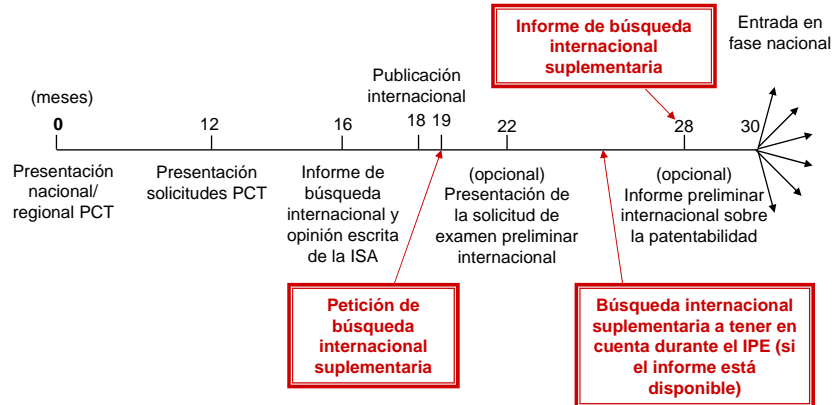 Informe de búsqueda
internacional
suplementaria
Entrada en
fase nacional
Publicación
internacional
(meses)
0
12
16
18
19
22
28
30
Presentación
nacional/
regional PCT
Presentación
solicitudes PCT
Informe de
búsqueda
internacional y
opinión escrita
de la ISA
(opcional)
Presentación de
la solicitud de
examen preliminar
internacional
(opcional)
Informe preliminar
internacional sobre
la patentabilidad
Petición de
búsqueda
internacional
suplementaria
Búsqueda internacional
suplementaria a tener en
cuenta durante el IPE (si
el informe está
disponible)